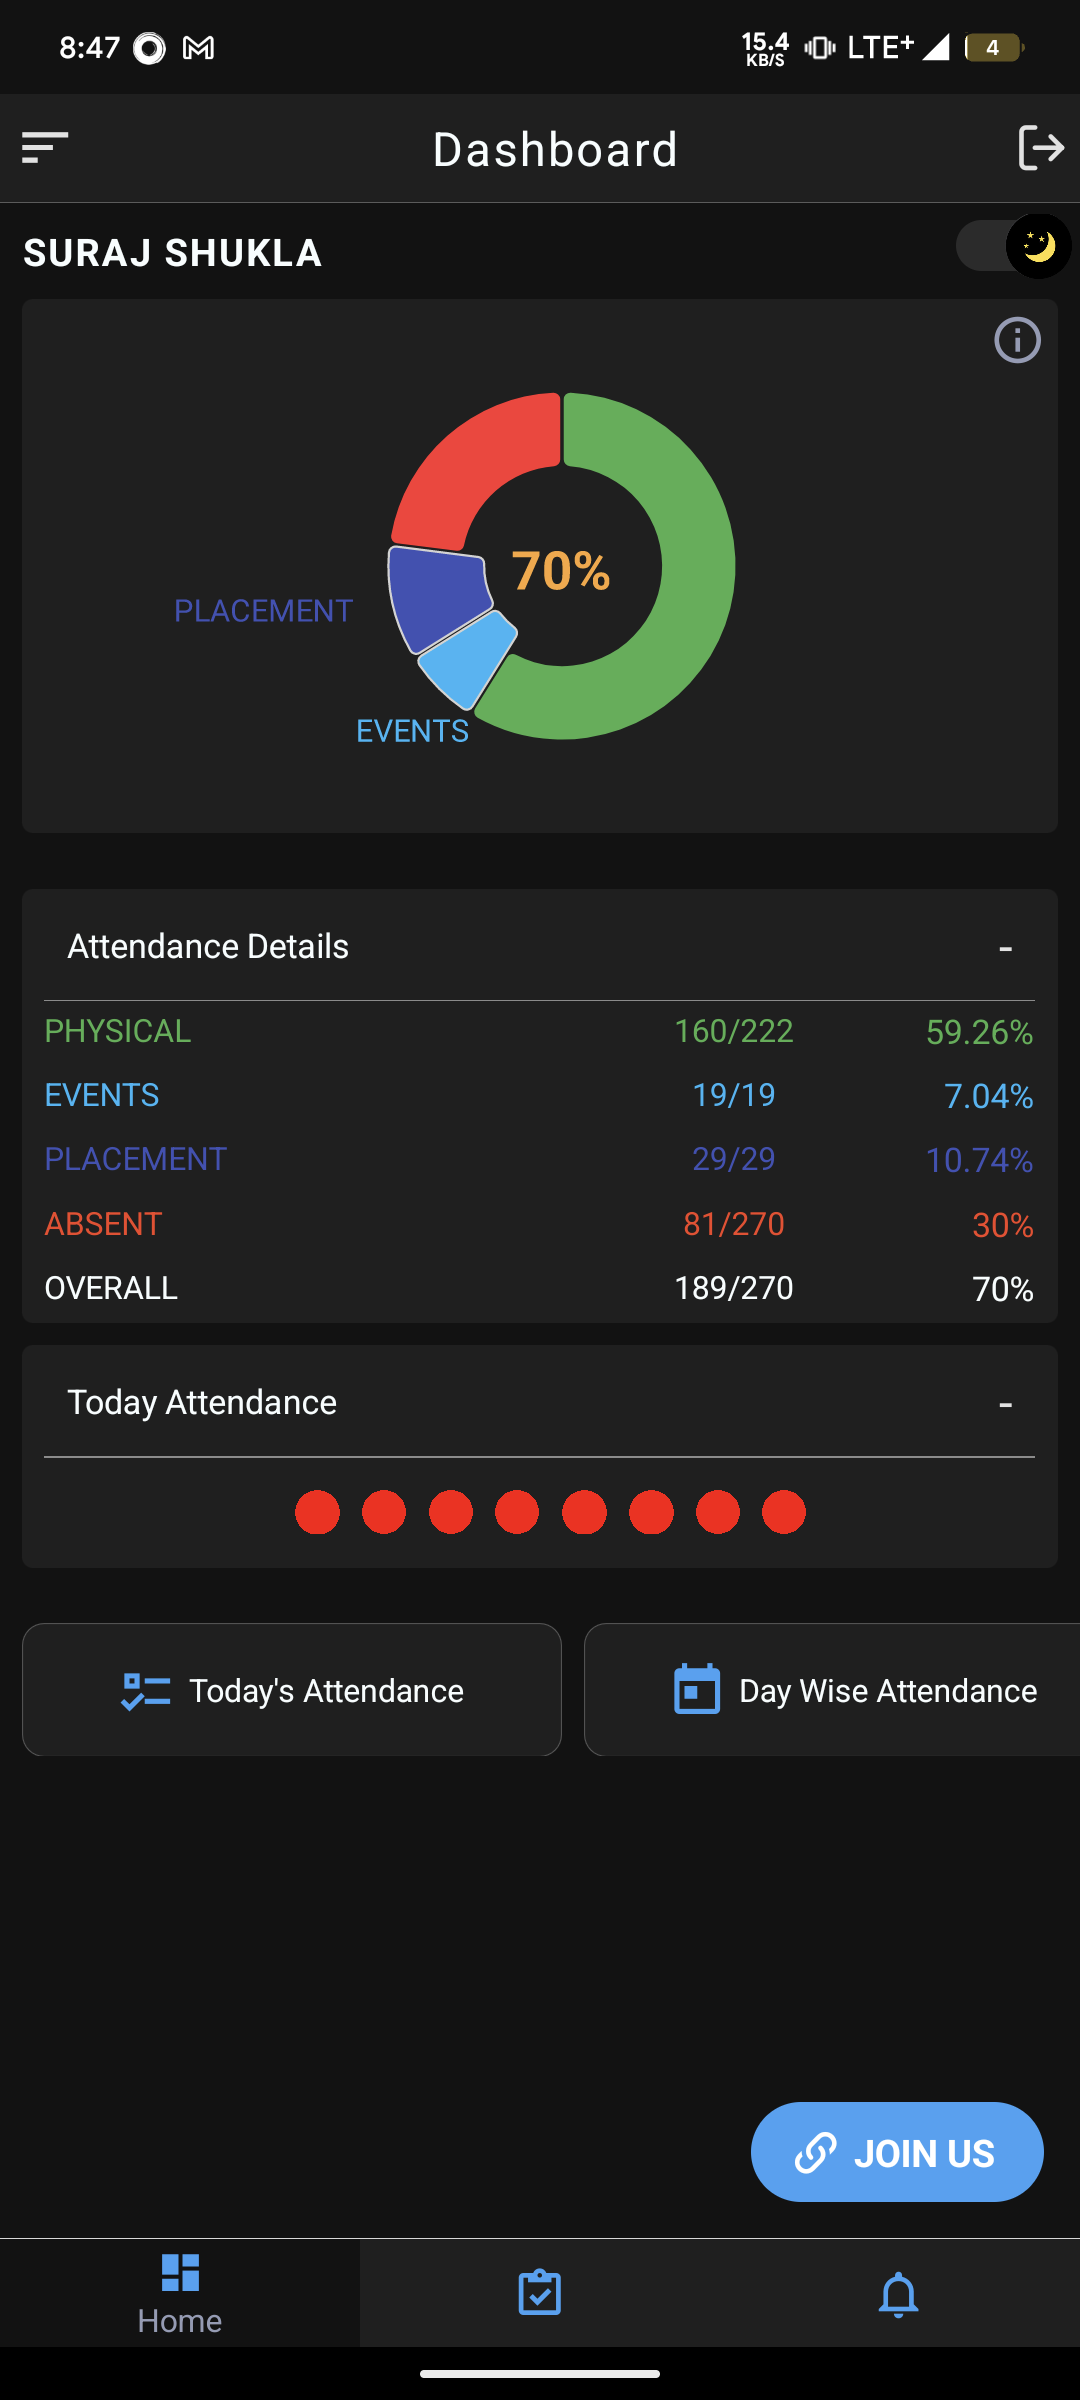 8:47 15.4 KB/S LTE+ 4
Dashboard
SURAJ SHUKLA
70%
PLACEMENT
EVENTS
Attendance Details -
PHYSICAL 160/222 59.26%
EVENTS 19/19 7.04%
PLACEMENT 29/29 10.74%
ABSENT 81/270 30%
OVERALL 189/270 70%
Today Attendance -
Today's Attendance Day Wise Attendance
JOIN US
Home